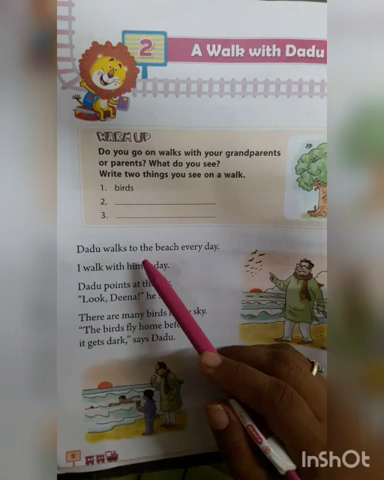 2
A Walk with Dadu
WARM UP
Do you go on walks with your grandparents
or parents? What do you see?
Write two things you see on a walk.
1. birds
2.
3.
Dadu walks to the beach every day.
I walk with day.
Dadu points at
"Look, Deena!" he
There are many birds sky.
"The birds fly home
it gets dark," says Dadu.
InShOt